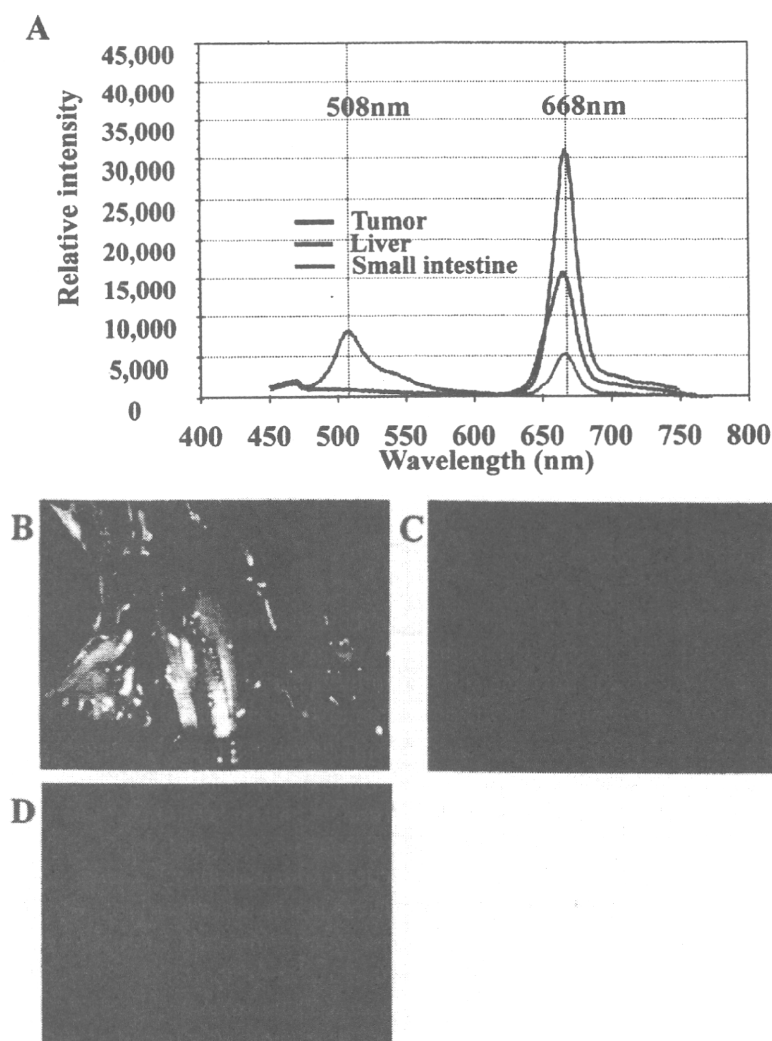 A
Relative intensity
45,000
40,000
35,000
30,000
25,000
20,000
15,000
10,000
5,000
0
508nm
668nm
Tumor
Liver
Small intestine
400 450 500 550 600 650 700 750 800
Wavelength (nm)
B
C
D